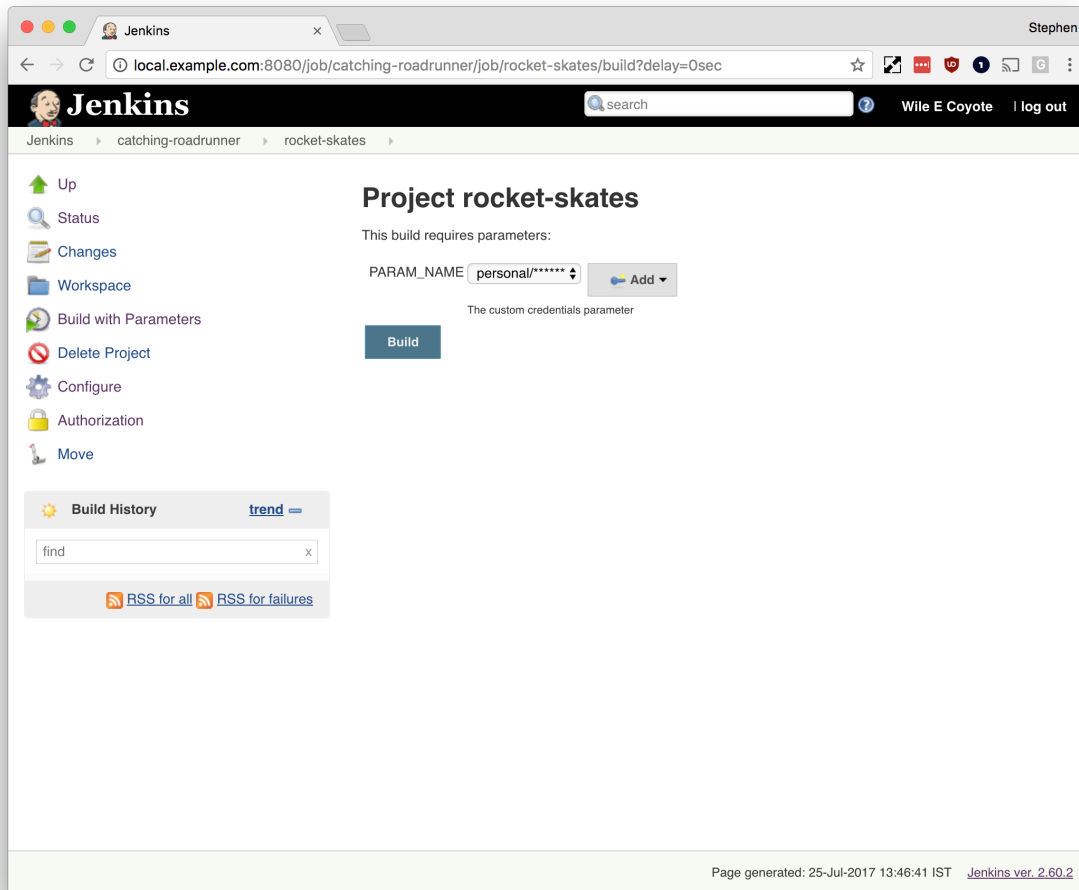 Jenkins × Stephen
local.example.com:8080/job/catching-roadrunner/job/rocket-skates/build?delay=0sec
Jenkins search ? Wile E Coyote | log out
Jenkins catching-roadrunner rocket-skates
Up
Project rocket-skates
Status
This build requires parameters:
Changes
PARAM_NAME personal/****** Add
Workspace
The custom credentials parameter
Build with Parameters
Build
Delete Project
Configure
Authorization
Move
Build History trend
find x
RSS for all RSS for failures
Page generated: 25-Jul-2017 13:46:41 IST Jenkins ver. 2.60.2